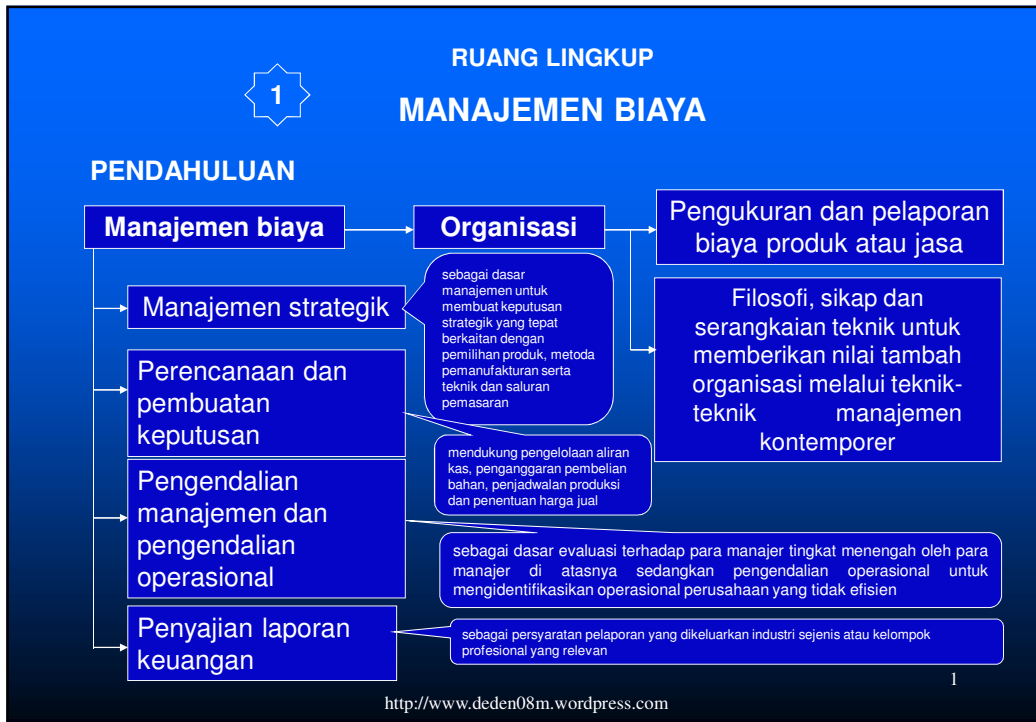 RUANG LINGKUP
1
MANAJEMEN BIAYA
PENDAHULUAN
Manajemen biaya
Organisasi
Pengukuran dan pelaporan
biaya produk atau jasa
Manajemen strategik
sebagai dasar
manajemen untuk
membuat keputusan
strategik yang tepat
berkaitan dengan
pemilihan produk, metoda
pemanufakturan serta
teknik dan saluran
pemasaran
Filosofi, sikap dan
serangkaian teknik untuk
memberikan nilai tambah
organisasi melalui teknik-
teknik manajemen
kontemporer
Perencanaan dan
pembuatan
keputusan
mendukung pengelolaan aliran
kas, penganggaran pembelian
bahan, penjadwalan produksi
dan penentuan harga jual
Pengendalian
manajemen dan
pengendalian
operasional
sebagai dasar evaluasi terhadap para manajer tingkat menengah oleh para
manajer di atasnya sedangkan pengendalian operasional untuk
mengidentifikasikan operasional perusahaan yang tidak efisien
Penyajian laporan
keuangan
sebagai persyaratan pelaporan yang dikeluarkan industri sejenis atau kelompok
profesional yang relevan
1
http://www.deden08m.wordpress.com